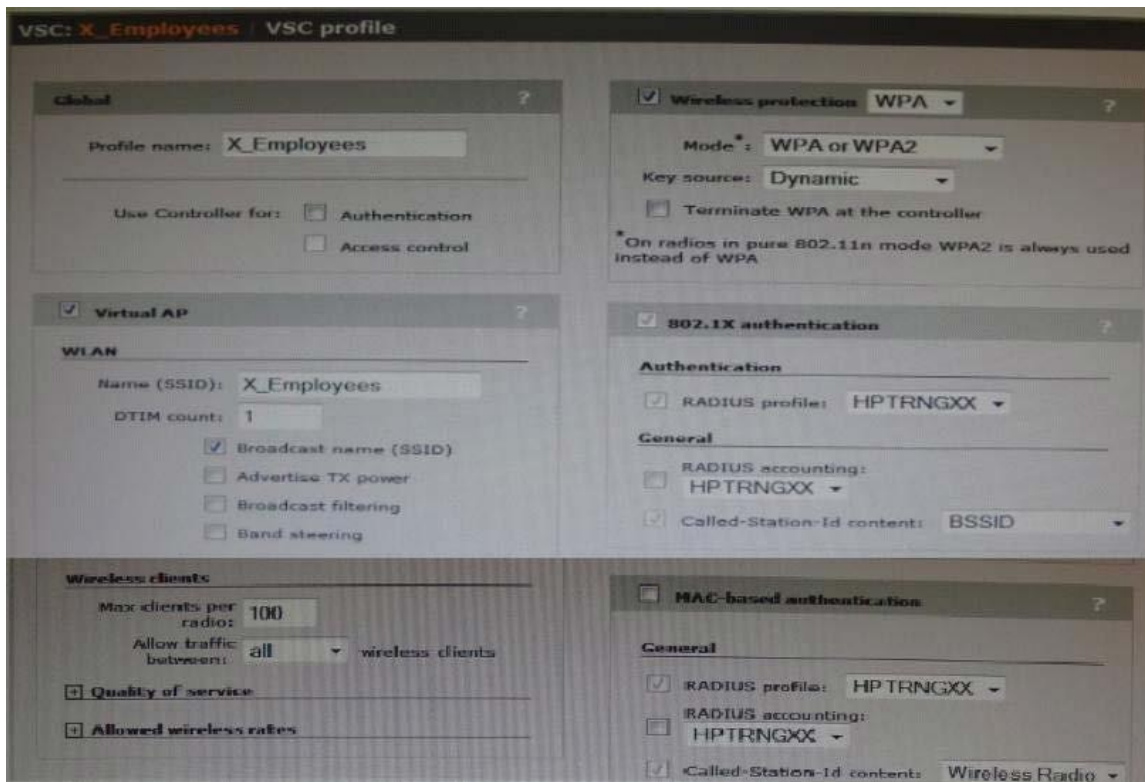 VSC: X_Employees | VSC profile
Global ?
Profile name: X_Employees
Use Controller for: Authentication
Access control
Virtual AP ?
WLAN
Name (SSID): X_Employees
DTIM count: 1
Broadcast name (SSID)
Advertise TX power
Broadcast filtering
Band steering
Wireless clients
Max clients per
radio: 100
Allow traffic
between: all wireless clients
Quality of service
Allowed wireless rates
Wireless protection WPA ?
Mode*: WPA or WPA2
Key source: Dynamic
Terminate WPA at the controller
*On radios in pure 802.11n mode WPA2 is always used
instead of WPA
802.1X authentication ?
Authentication
RADIUS profile: HPTRNGXX
General
RADIUS accounting:
HPTRNGXX
Called-Station-Id content: BSSID
MAC-based authentication ?
General
RADIUS profile: HPTRNGXX
RADIUS accounting:
HPTRNGXX
Called-Station-Id content: Wireless Radio